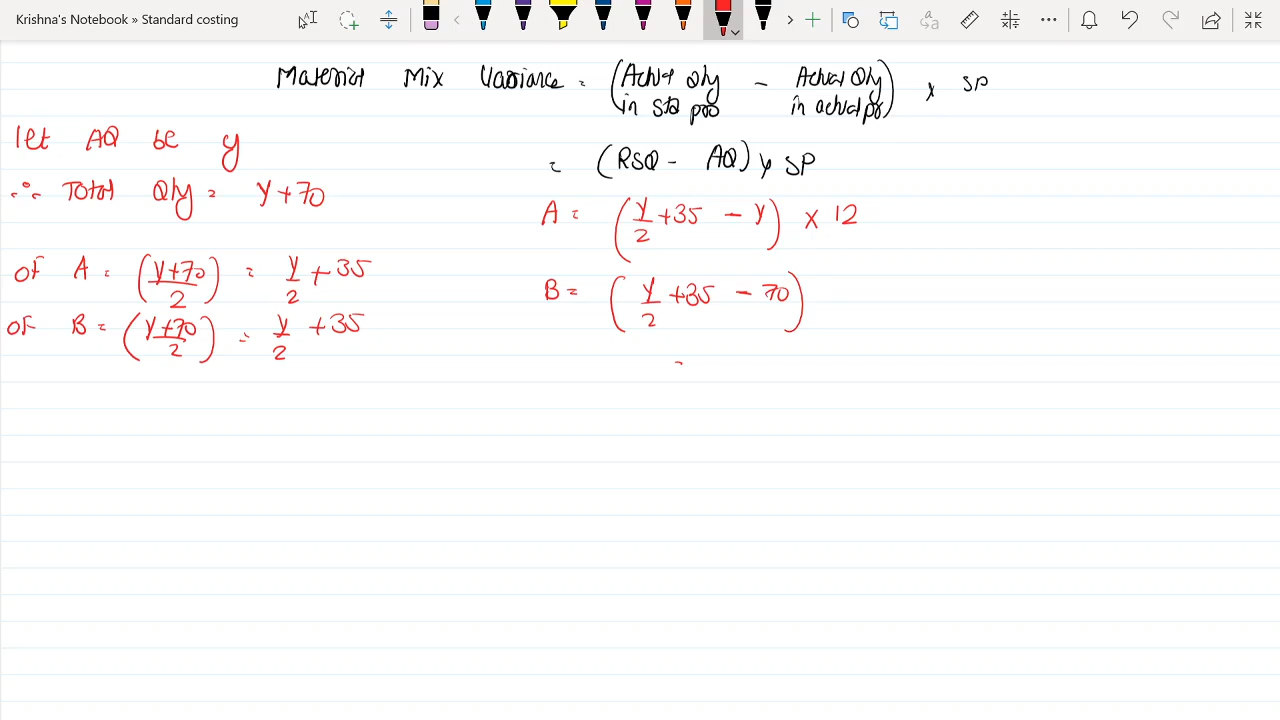 Krishna's Notebook » Standard costing
Material Mix Variance = (Actual Qty in std pro - Actual Qty in actual pro) x SP
= (RSQ - AQ) x SP
let AQ be y
∴ Total Qty = y+70
A = (y/2 +35 - y) x 12
of A = (y+70/2) = y/2 + 35
B = (y/2 +35 - 70)
of B = (y+70/2) = y/2 + 35
=